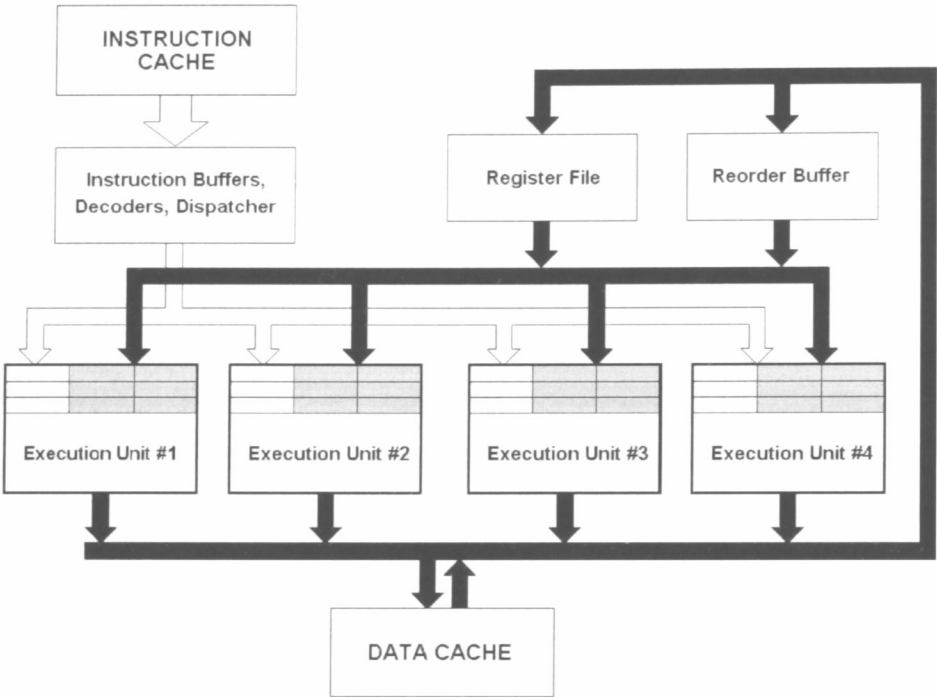 INSTRUCTION
CACHE
Instruction Buffers,
Decoders, Dispatcher
Register File
Reorder Buffer
Execution Unit #1
Execution Unit #2
Execution Unit #3
Execution Unit #4
DATA CACHE